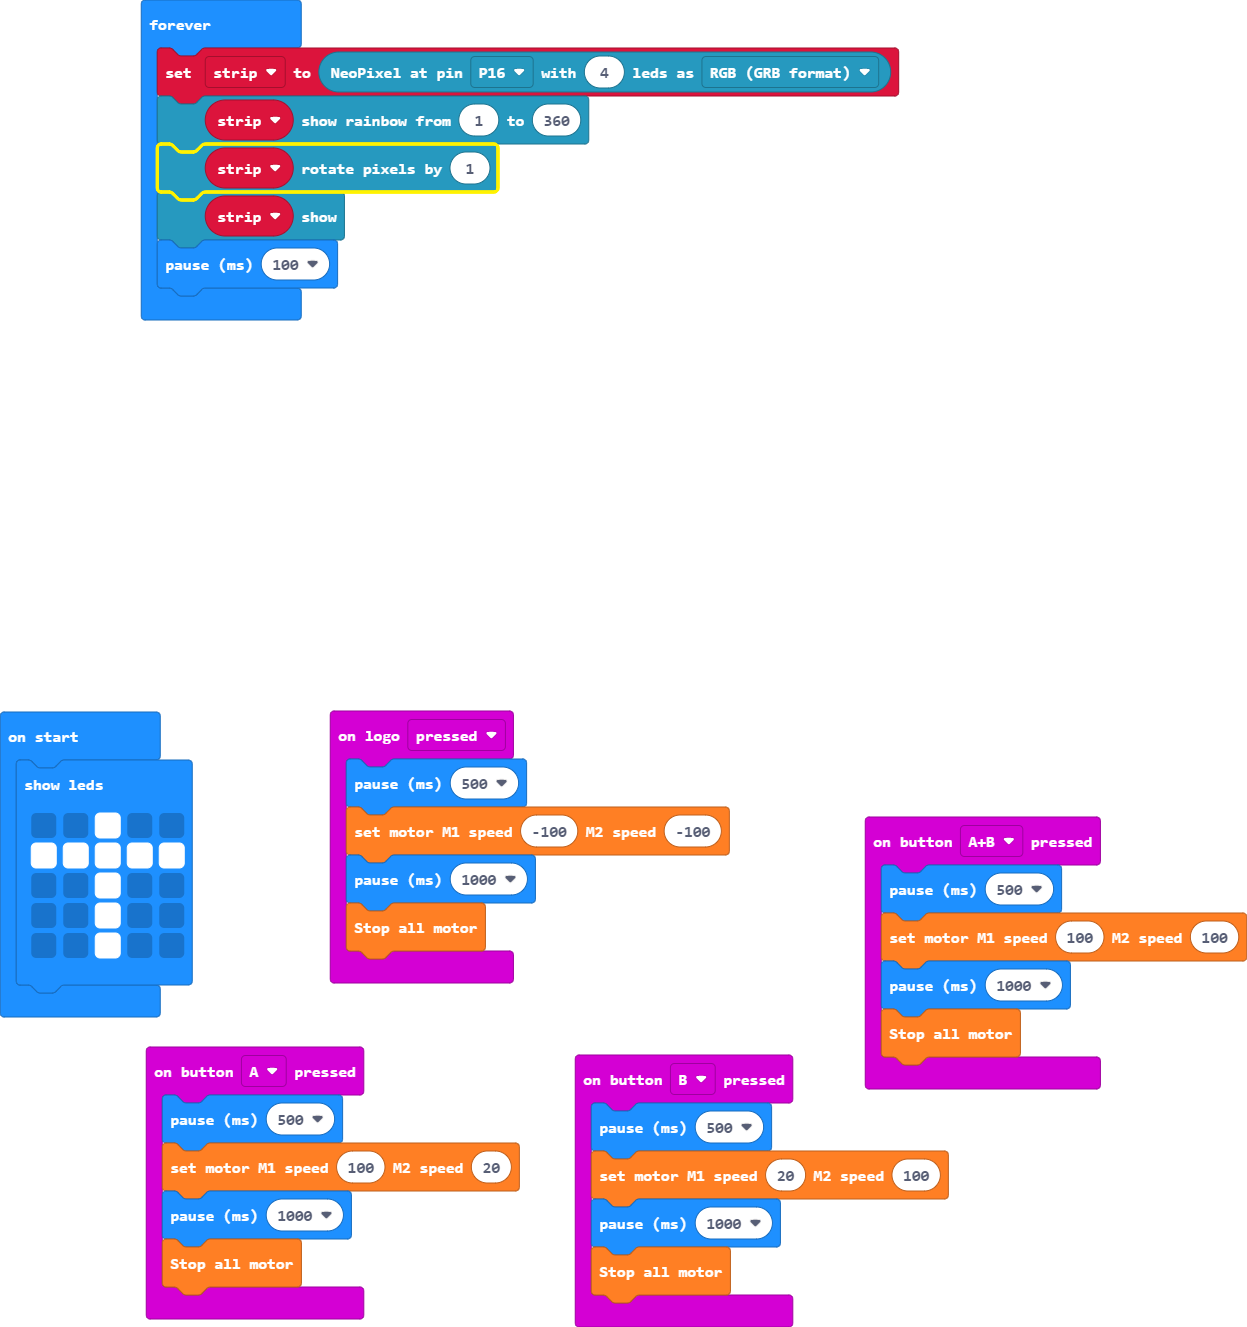 forever
set strip to NeoPixel at pin P16 with 4 leds as RGB (GRB format)
strip show rainbow from 1 to 360
strip rotate pixels by 1
strip show
pause (ms) 100
on start
show leds
on logo pressed
pause (ms) 500
set motor M1 speed -100 M2 speed -100
pause (ms) 1000
Stop all motor
on button A+B pressed
pause (ms) 500
set motor M1 speed 100 M2 speed 100
pause (ms) 1000
Stop all motor
on button A pressed
pause (ms) 500
set motor M1 speed 100 M2 speed 20
pause (ms) 1000
Stop all motor
on button B pressed
pause (ms) 500
set motor M1 speed 20 M2 speed 100
pause (ms) 1000
Stop all motor